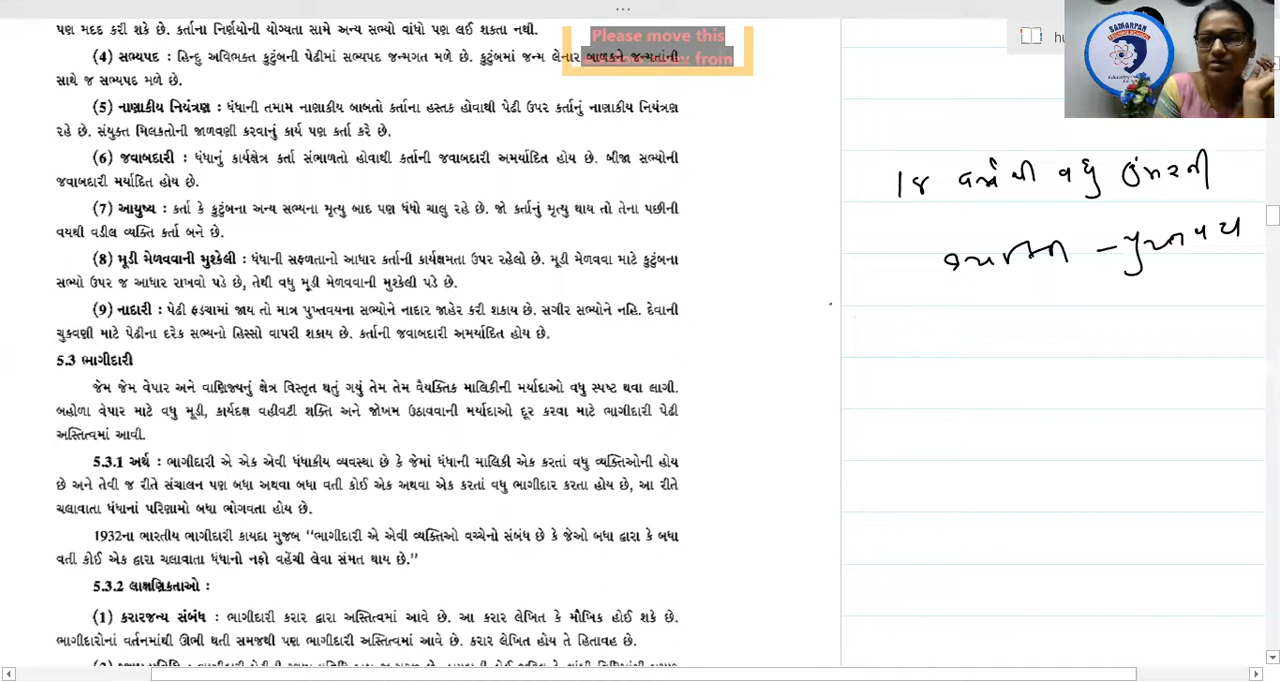 પણ મદદ કરી શકે છે. કર્તાના નિર્ણયોની યોગ્યતા સામે અન્ય સભ્યો વાંધો પણ લઈ શકતા નથી.
(4) સભ્યપદ : હિન્દુ અવિભક્ત કુટુંબની પેઢીમાં સભ્યપદ જન્મગત મળે છે. કુટુંબમાં જન્મ લેનાર બાળકને જન્મતાંની
સાથે જ સભ્યપદ મળે છે.
(5) નાણાકીય નિયંત્રણ : ધંધાની તમામ નાણાકીય બાબતો કર્તાના હસ્તક હોવાથી પેઢી ઉપર કર્તાનું નાણાકીય નિયંત્રણ
રહે છે. સંયુક્ત મિલકતોની જાળવણી કરવાનું કાર્ય પણ કર્તા કરે છે.
(6) જવાબદારી : ધંધાનું કાર્યક્ષેત્ર કર્તા સંભાળતો હોવાથી કર્તાની જવાબદારી અમર્યાદિત હોય છે. બીજા સભ્યોની
જવાબદારી મર્યાદિત હોય છે.
(7) આયુષ્ય : કર્તા કે કુટુંબના અન્ય સભ્યના મૃત્યુ બાદ પણ ધંધો ચાલુ રહે છે. જો કર્તાનું મૃત્યુ થાય તો તેના પછીની
વયથી વડીલ વ્યક્તિ કર્તા બને છે.
(8) મૂડી મેળવવાની મુશ્કેલી : ધંધાની સફળતાનો આધાર કર્તાની કાર્યક્ષમતા ઉપર રહેલો છે. મૂડી મેળવવા માટે કુટુંબના
સભ્યો ઉપર જ આધાર રાખવો પડે છે, તેથી વધુ મૂડી મેળવવાની મુશ્કેલી પડે છે.
(9) નાદારી : પેઢી ફડચામાં જાય તો માત્ર પુખ્તવયના સભ્યોને નાદાર જાહેર કરી શકાય છે. સગીર સભ્યોને નહિ. દેવાની
ચુકવણી માટે પેઢીના દરેક સભ્યનો હિસ્સો વાપરી શકાય છે. કર્તાની જવાબદારી અમર્યાદિત હોય છે.
5.3 ભાગીદારી
જેમ જેમ વેપાર અને વાણિજ્યનું ક્ષેત્ર વિસ્તૃત થતું ગયું તેમ તેમ વૈયક્તિક માલિકીની મર્યાદાઓ વધુ સ્પષ્ટ થવા લાગી.
બહોળા વેપાર માટે વધુ મૂડી, કાર્યદક્ષ વહીવટી શક્તિ અને જોખમ ઉઠાવવાની મર્યાદાઓ દૂર કરવા માટે ભાગીદારી પેઢી
અસ્તિત્વમાં આવી.
5.3.1 અર્થ : ભાગીદારી એ એક એવી ધંધાકીય વ્યવસ્થા છે કે જેમાં ધંધાની માલિકી એક કરતાં વધુ વ્યક્તિઓની હોય
છે અને તેવી જ રીતે સંચાલન પણ બધા અથવા બધા વતી કોઈ એક અથવા એક કરતાં વધુ ભાગીદાર કરતા હોય છે, આ રીતે
ચલાવાતા ધંધાનાં પરિણામો બધા ભોગવતા હોય છે.
1932ના ભારતીય ભાગીદારી કાયદા મુજબ “ભાગીદારી એ એવી વ્યક્તિઓ વચ્ચેનો સંબંધ છે કે જેઓ બધા દ્વારા કે બધા
વતી કોઈ એક દ્વારા ચલાવાતા ધંધાનો નફો વહેંચી લેવા સંમત થાય છે.”
5.3.2 લાક્ષણિકતાઓ :
(1) કરારજન્ય સંબંધ : ભાગીદારી કરાર દ્વારા અસ્તિત્વમાં આવે છે. આ કરાર લેખિત કે મૌખિક હોઈ શકે છે.
ભાગીદારોનાં વર્તનમાંથી ઊભી થતી સમજથી પણ ભાગીદારી અસ્તિત્વમાં આવે છે. કરાર લેખિત હોય તે હિતાવહ છે.
Please move this
SAMARPAN
18 વર્ષથી વધુ ઉંમરની
વ્યક્તિ – પુખ્તવય